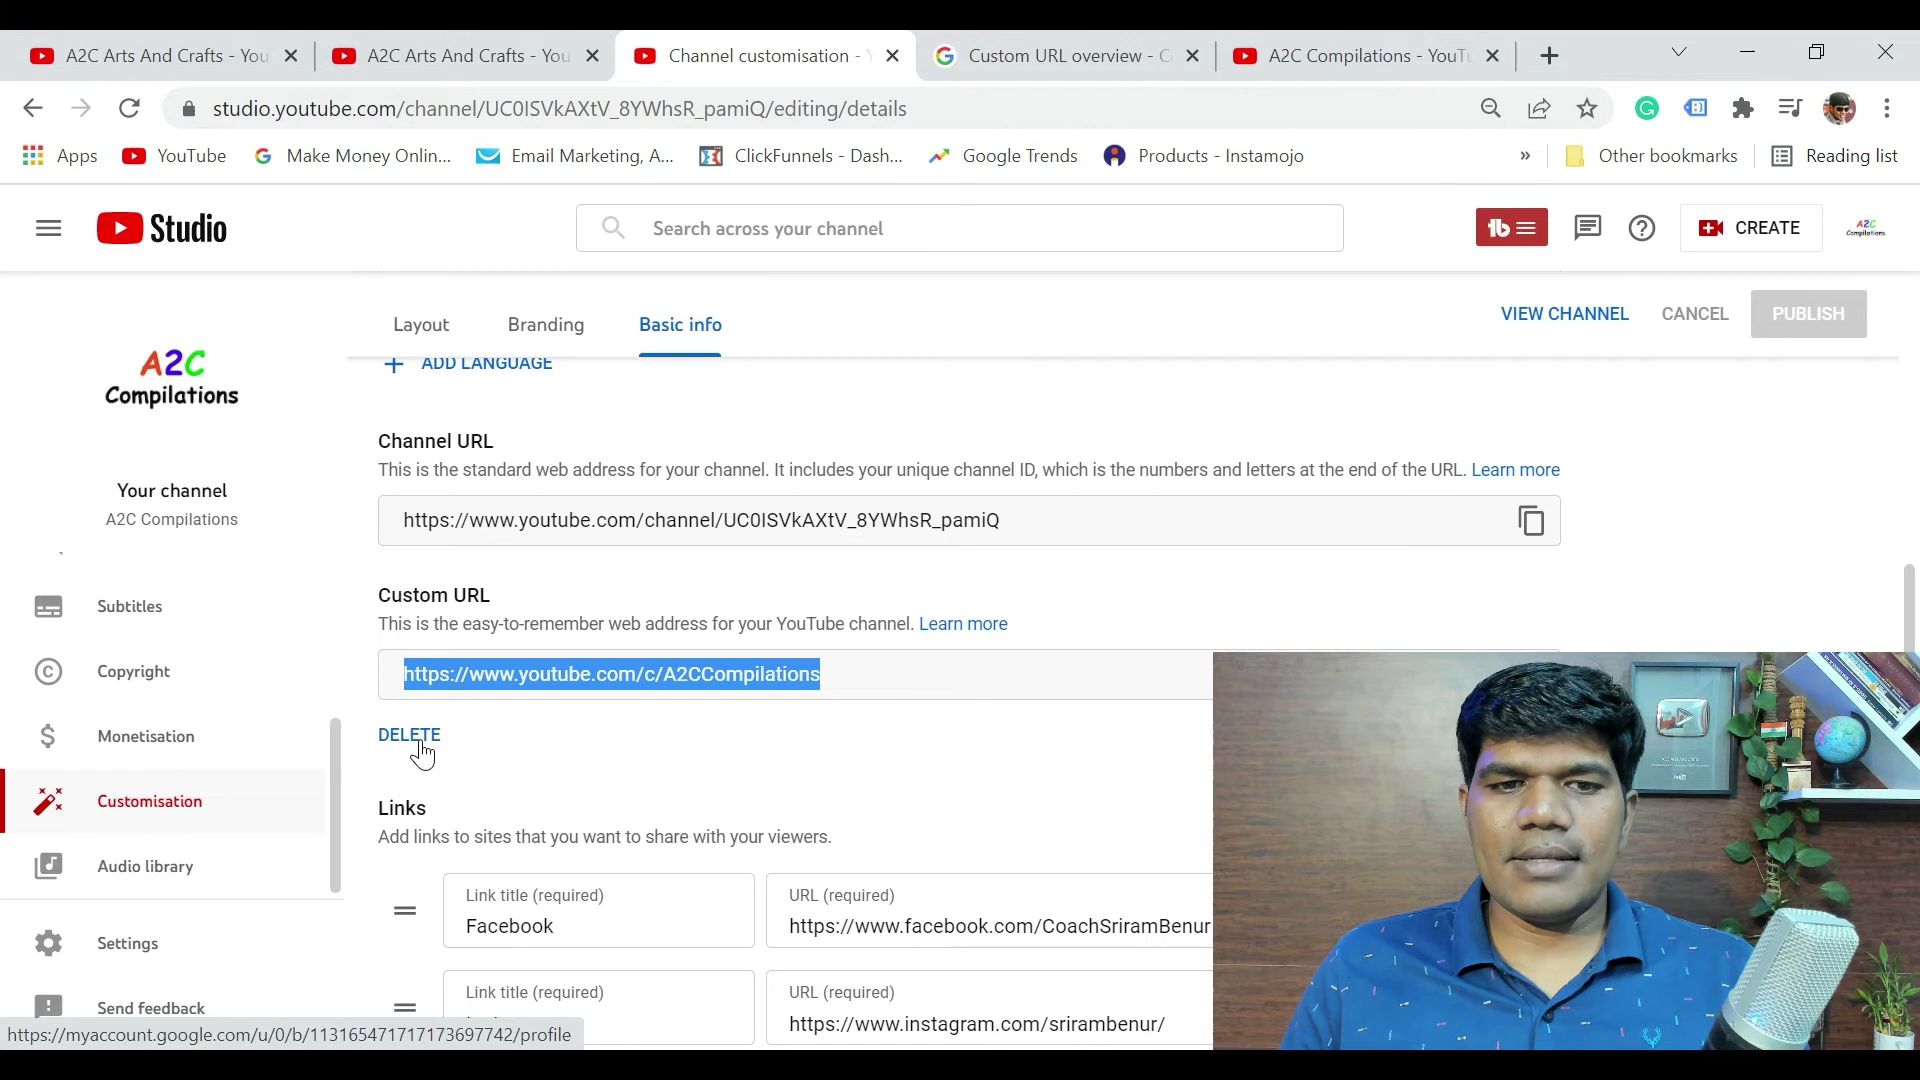 A2C Arts And Crafts - You
A2C Arts And Crafts - You
Channel customisation -
Custom URL overview - C
A2C Compilations - YouT
studio.youtube.com/channel/UC0ISVkAXtV_8YWhsR_pamiQ/editing/details
Apps
YouTube
Make Money Onlin...
Email Marketing, A...
ClickFunnels - Dash...
Google Trends
Products - Instamojo
»
Other bookmarks
Reading list
Studio
Search across your channel
CREATE
A2C
Compilations
Layout
Branding
Basic info
VIEW CHANNEL
CANCEL
PUBLISH
A2C
Compilations
Your channel
A2C Compilations
Subtitles
Copyright
Monetisation
Customisation
Audio library
Settings
Send feedback
ADD LANGUAGE
Channel URL
This is the standard web address for your channel. It includes your unique channel ID, which is the numbers and letters at the end of the URL. Learn more
https://www.youtube.com/channel/UC0ISVkAXtV_8YWhsR_pamiQ
Custom URL
This is the easy-to-remember web address for your YouTube channel. Learn more
https://www.youtube.com/c/A2CCompilations
DELETE
Links
Add links to sites that you want to share with your viewers.
Link title (required)
Facebook
URL (required)
https://www.facebook.com/CoachSriramBenur
Link title (required)
URL (required)
https://www.instagram.com/srirambenur/
https://myaccount.google.com/u/0/b/113165471717173697742/profile